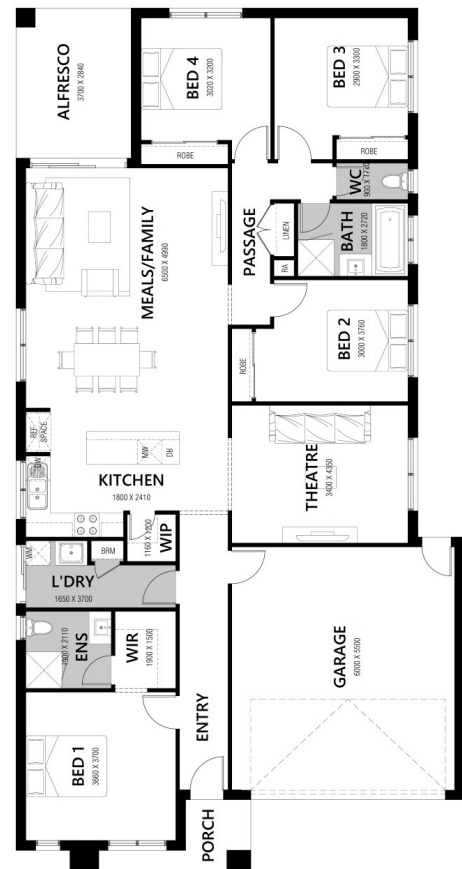 ALFRESCO
3700 X 2840
BED 4
3020 X 3200
ROBE
BED 3
2900 X 3300
ROBE
WC
900 X 1720
BATH
1800 X 2720
LINEN
RA
PASSAGE
MEALS/FAMILY
6500 X 4990
BED 2
3000 X 3760
ROBE
REF.
SPACE
DW
MW
DB
KITCHEN
1800 X 2410
THEATRE
3400 X 4350
WIP
1160 X 1200
BRM
WM
L'DRY
1650 X 3700
ENS
1900 X 2110
WIR
1900 X 1500
GARAGE
6000 X 5500
ENTRY
BED 1
3660 X 3700
PORCH